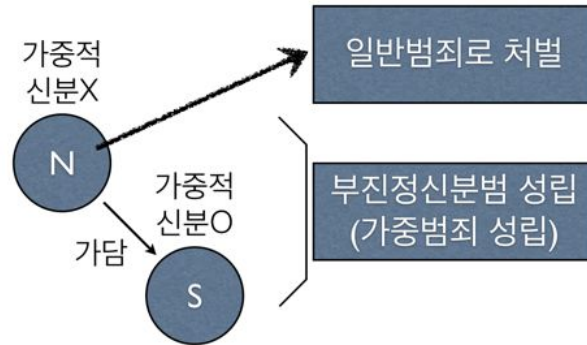 가중적
신분X
N
가담
가중적
신분O
S
일반범죄로 처벌
부진정신분범 성립
(가중범죄 성립)